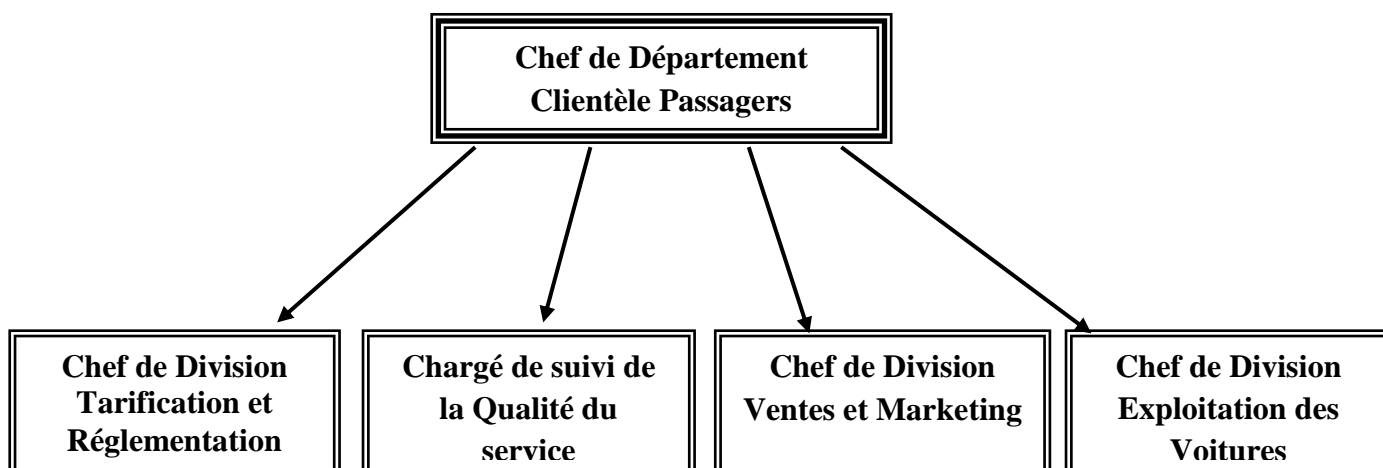 Chef de Département
Clientèle Passagers
Chef de Division
Tarification et
Réglementation
Chargé de suivi de
la Qualité du
service
Chef de Division
Ventes et Marketing
Chef de Division
Exploitation des
Voitures